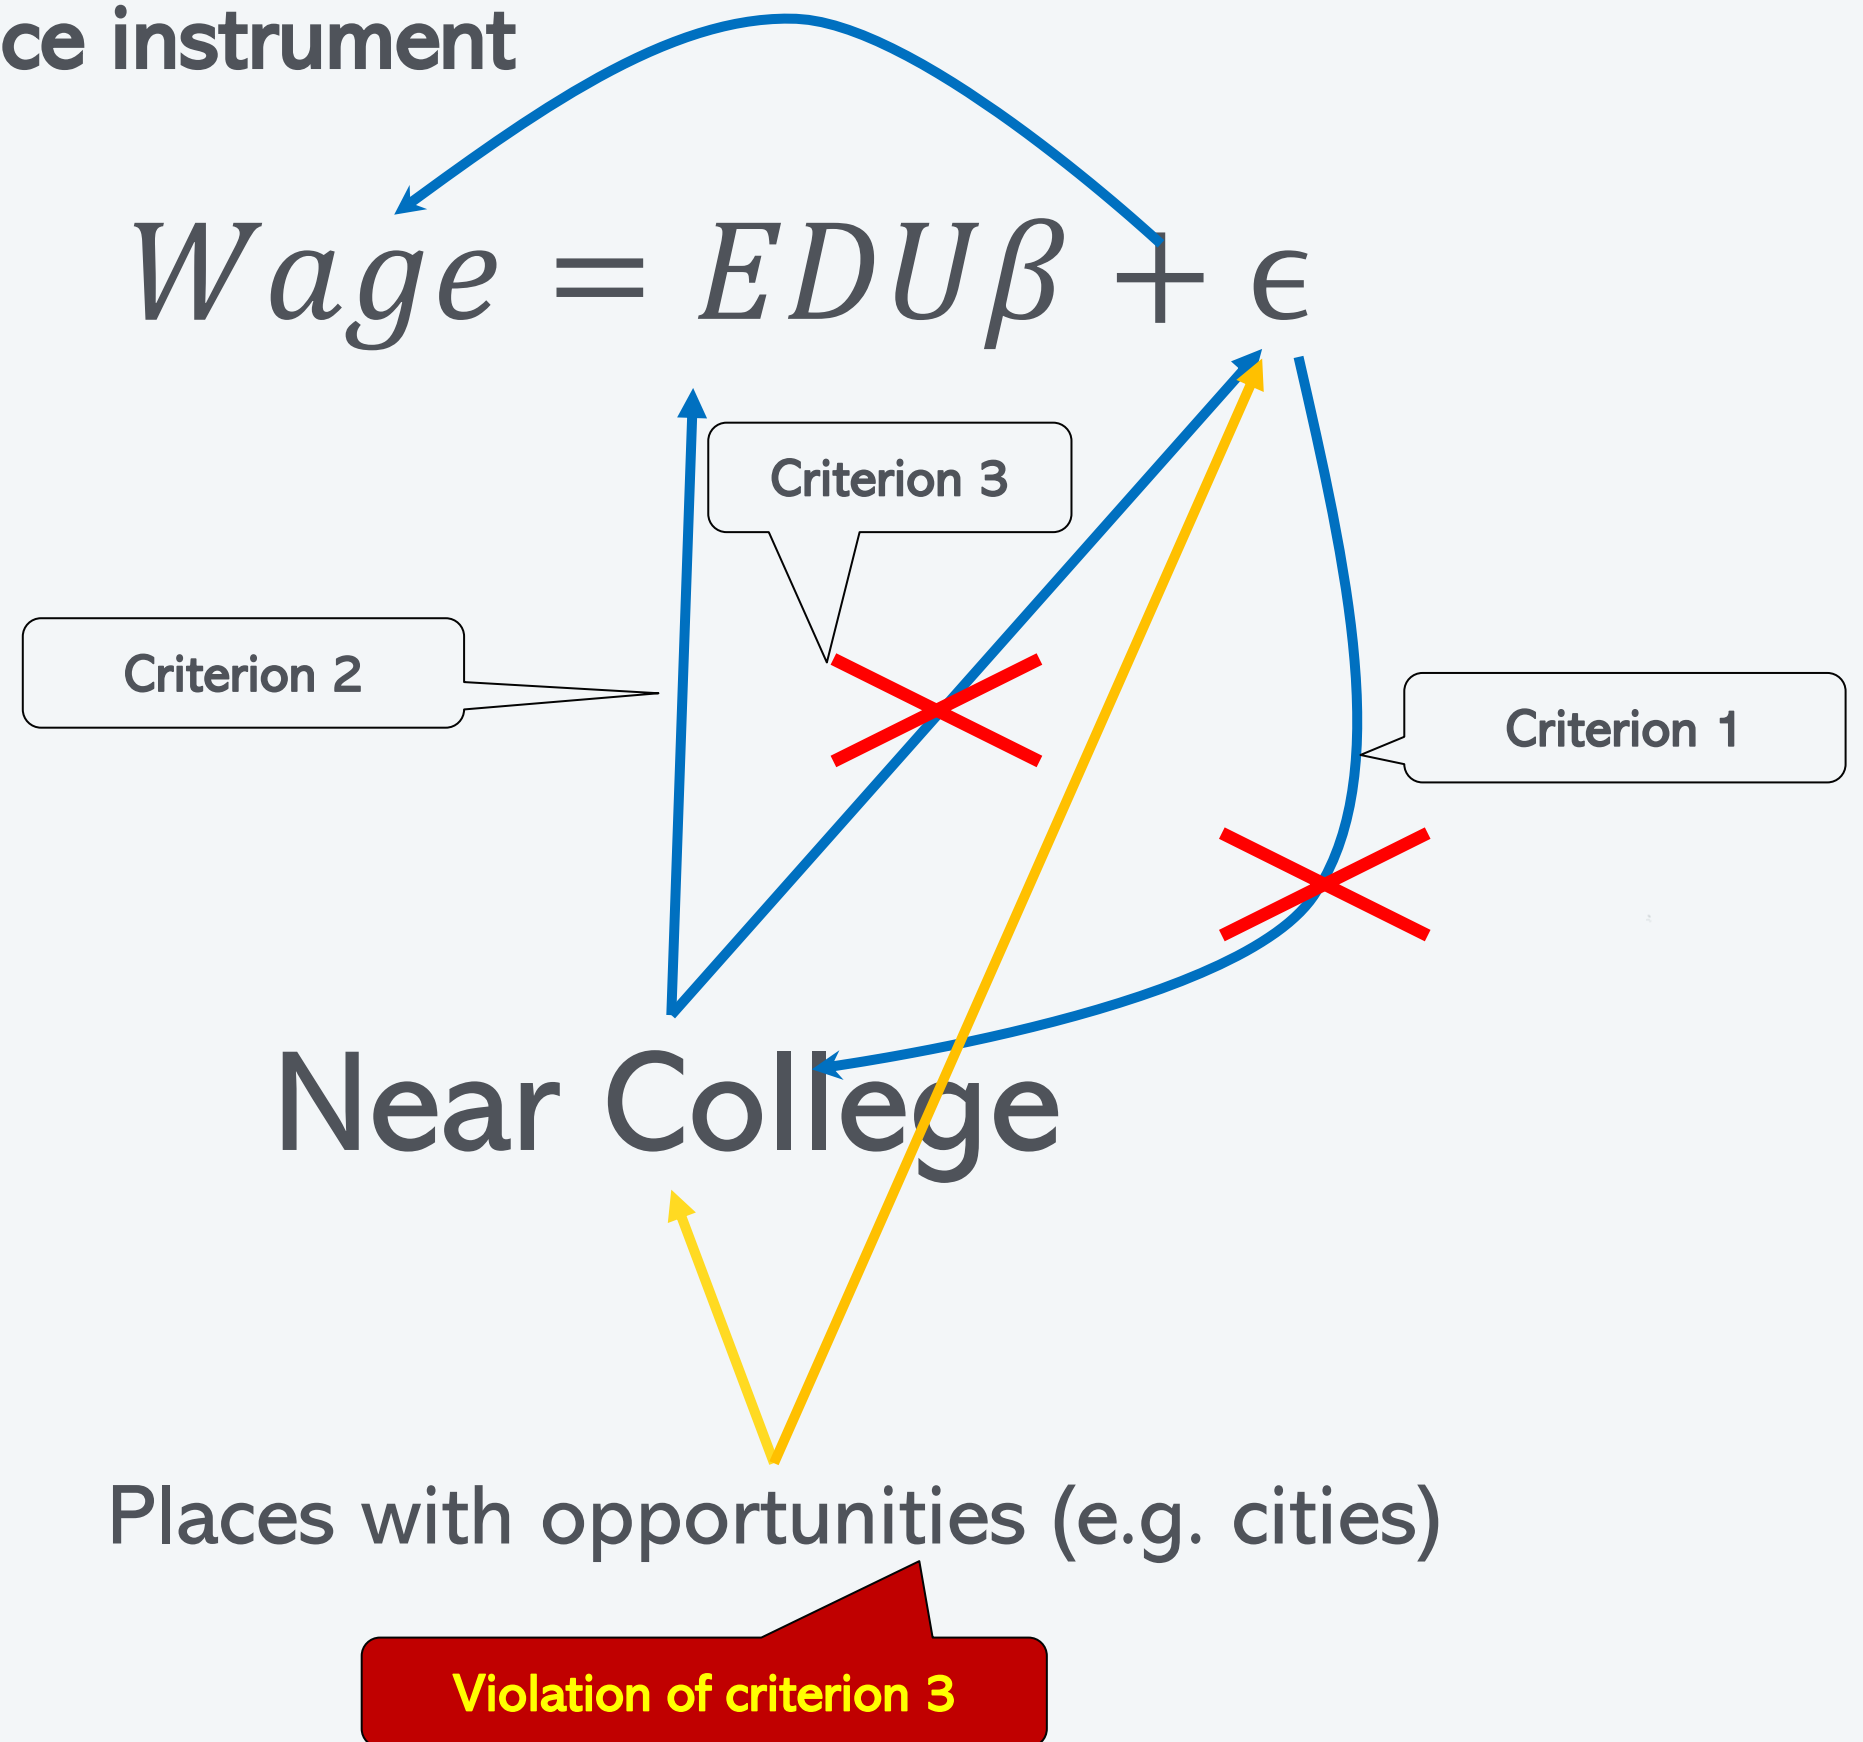 ce instrument
Wage = EDUβ + ϵ
Criterion 3
Criterion 2
Criterion 1
Near College
Places with opportunities (e.g. cities)
Violation of criterion 3